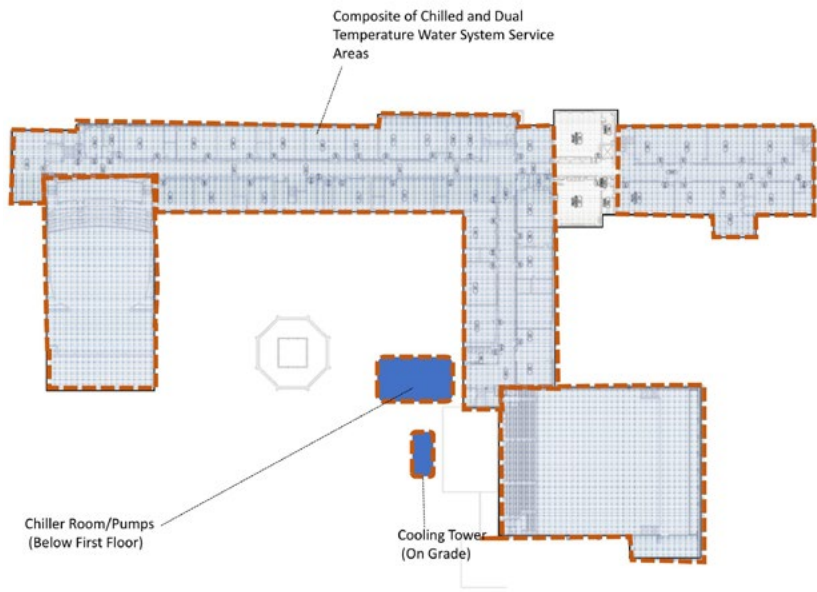 Composite of Chilled and Dual
Temperature Water System Service
Areas
Chiller Room/Pumps
(Below First Floor)
Cooling Tower
(On Grade)